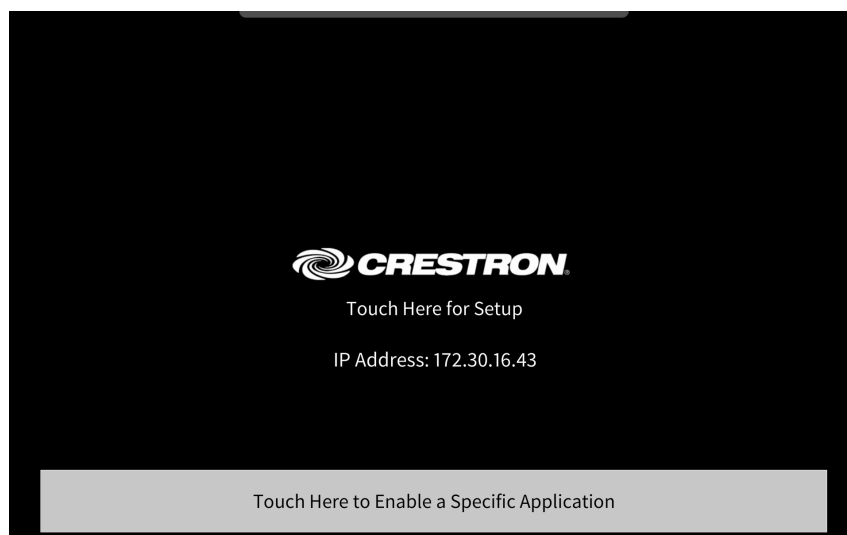 CRESTRON®
Touch Here for Setup
IP Address: 172.30.16.43
Touch Here to Enable a Specific Application